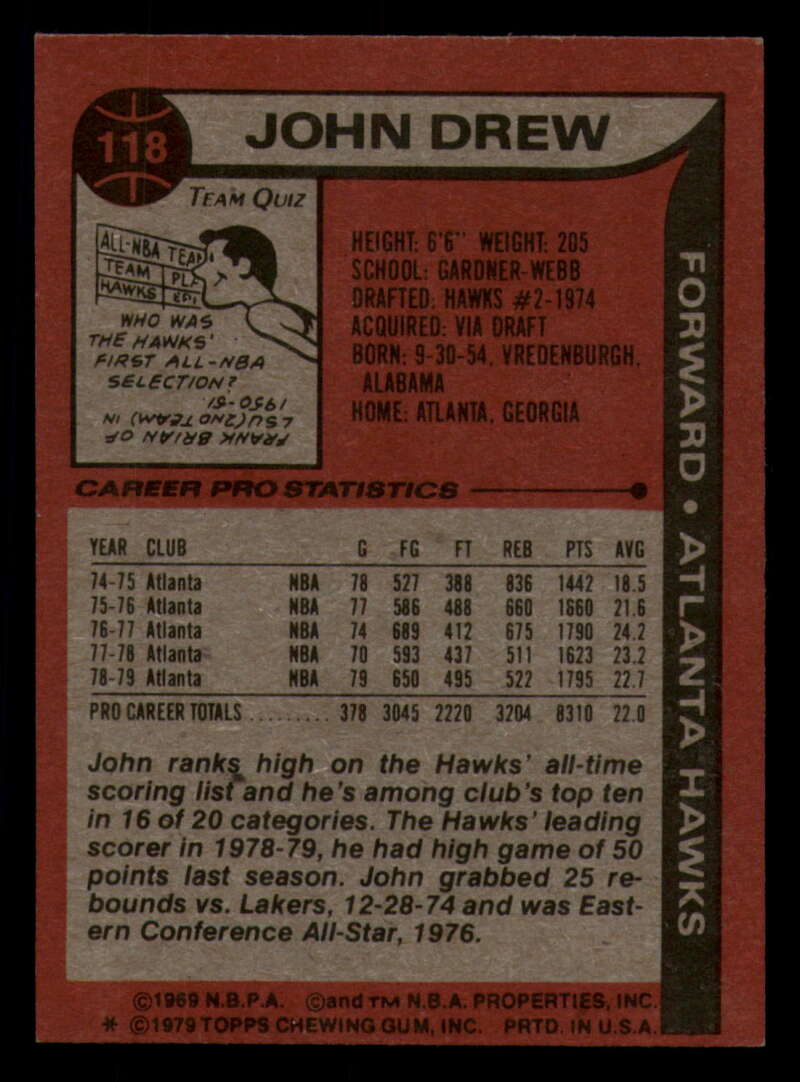 118
JOHN DREW
TEAM QUIZ
ALL-NBA TEAM
TEAM PLA
HAWKS
WHO WAS
THE HAWKS'
FIRST ALL-NBA
SELECTION?
FRANK BRIAN OF
LSU (2ND TEAM) IN
1950-51
HEIGHT: 6'6" WEIGHT: 205
SCHOOL: GARDNER-WEBB
DRAFTED: HAWKS #2-1974
ACQUIRED: VIA DRAFT
BORN: 9-30-54, VREDENBURGH,
ALABAMA
HOME: ATLANTA, GEORGIA
FORWARD • ATLANTA HAWKS
CAREER PRO STATISTICS
YEAR CLUB G FG FT REB PTS AVG
74-75 Atlanta NBA 78 527 388 836 1442 18.5
75-76 Atlanta NBA 77 586 488 660 1660 21.6
76-77 Atlanta NBA 74 689 412 675 1790 24.2
77-78 Atlanta NBA 70 593 437 511 1623 23.2
78-79 Atlanta NBA 79 650 495 522 1795 22.7
PRO CAREER TOTALS .......... 378 3045 2220 3204 8310 22.0
John ranks high on the Hawks' all-time
scoring list and he's among club's top ten
in 16 of 20 categories. The Hawks' leading
scorer in 1978-79, he had high game of 50
points last season. John grabbed 25 re-
bounds vs. Lakers, 12-28-74 and was East-
ern Conference All-Star, 1976.
©1969 N.B.P.A. ©and TM N.B.A. PROPERTIES, INC.
* ©1979 TOPPS CHEWING GUM, INC. PRTD. IN U.S.A.